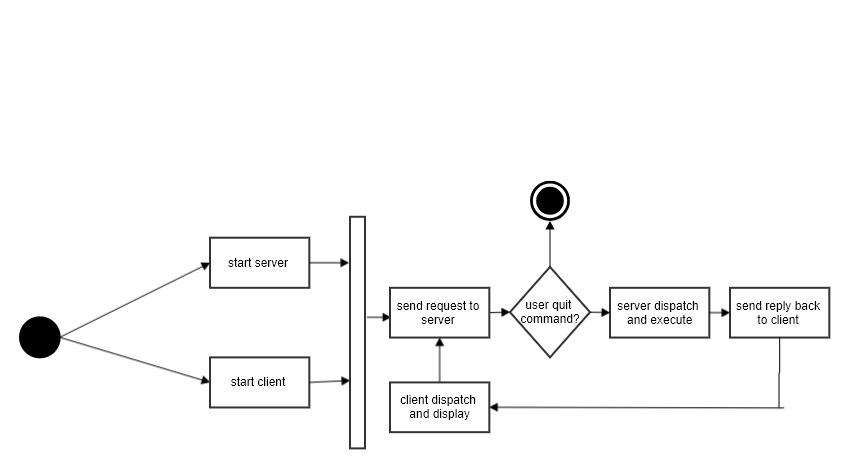 start server
start client
send request to
server
user quit
command?
server dispatch
and execute
send reply back
to client
client dispatch
and display